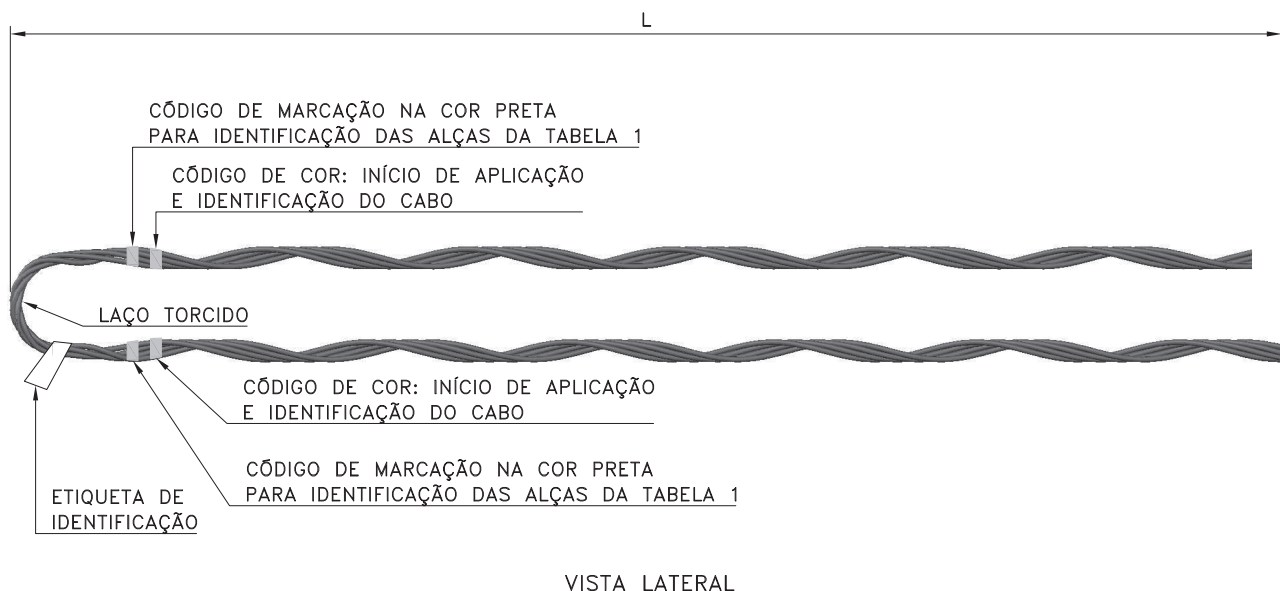 L
CÓDIGO DE MARCAÇÃO NA COR PRETA
PARA IDENTIFICAÇÃO DAS ALÇAS DA TABELA 1
CÓDIGO DE COR: INÍCIO DE APLICAÇÃO
E IDENTIFICAÇÃO DO CABO
LAÇO TORCIDO
CÓDIGO DE COR: INÍCIO DE APLICAÇÃO
E IDENTIFICAÇÃO DO CABO
CÓDIGO DE MARCAÇÃO NA COR PRETA
PARA IDENTIFICAÇÃO DAS ALÇAS DA TABELA 1
ETIQUETA DE
IDENTIFICAÇÃO
VISTA LATERAL